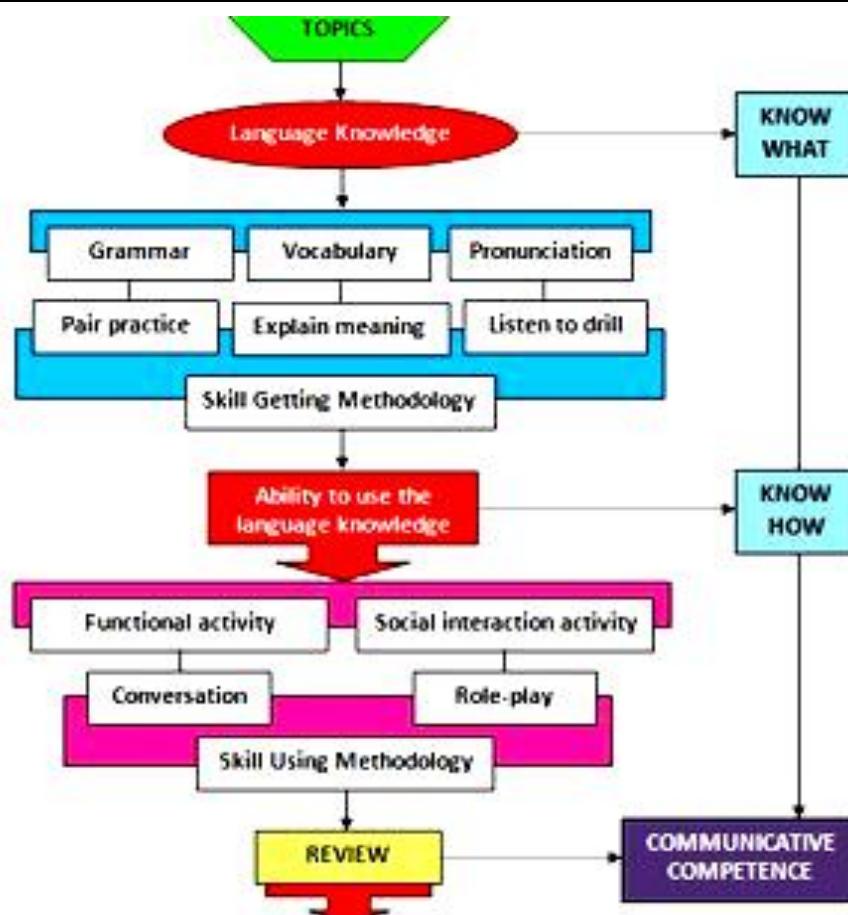 TOPICS
Language Knowledge
KNOW
WHAT
Grammar
Vocabulary
Pronunciation
Pair practice
Explain meaning
Listen to drill
Skill Getting Methodology
Ability to use the
language knowledge
KNOW
HOW
Functional activity
Social interaction activity
Conversation
Role-play
Skill Using Methodology
REVIEW
COMMUNICATIVE
COMPETENCE